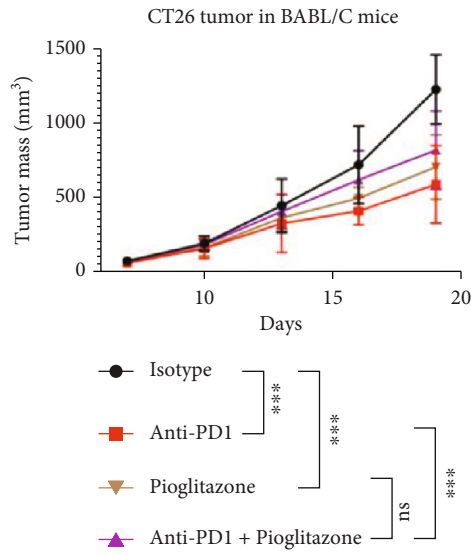 CT26 tumor in BABL/C mice
Tumor mass (mm³)
1500
1000
500
0
10
15
20
Days
Isotype
Anti-PD1
Pioglitazone
Anti-PD1 + Pioglitazone
***
***
ns
***